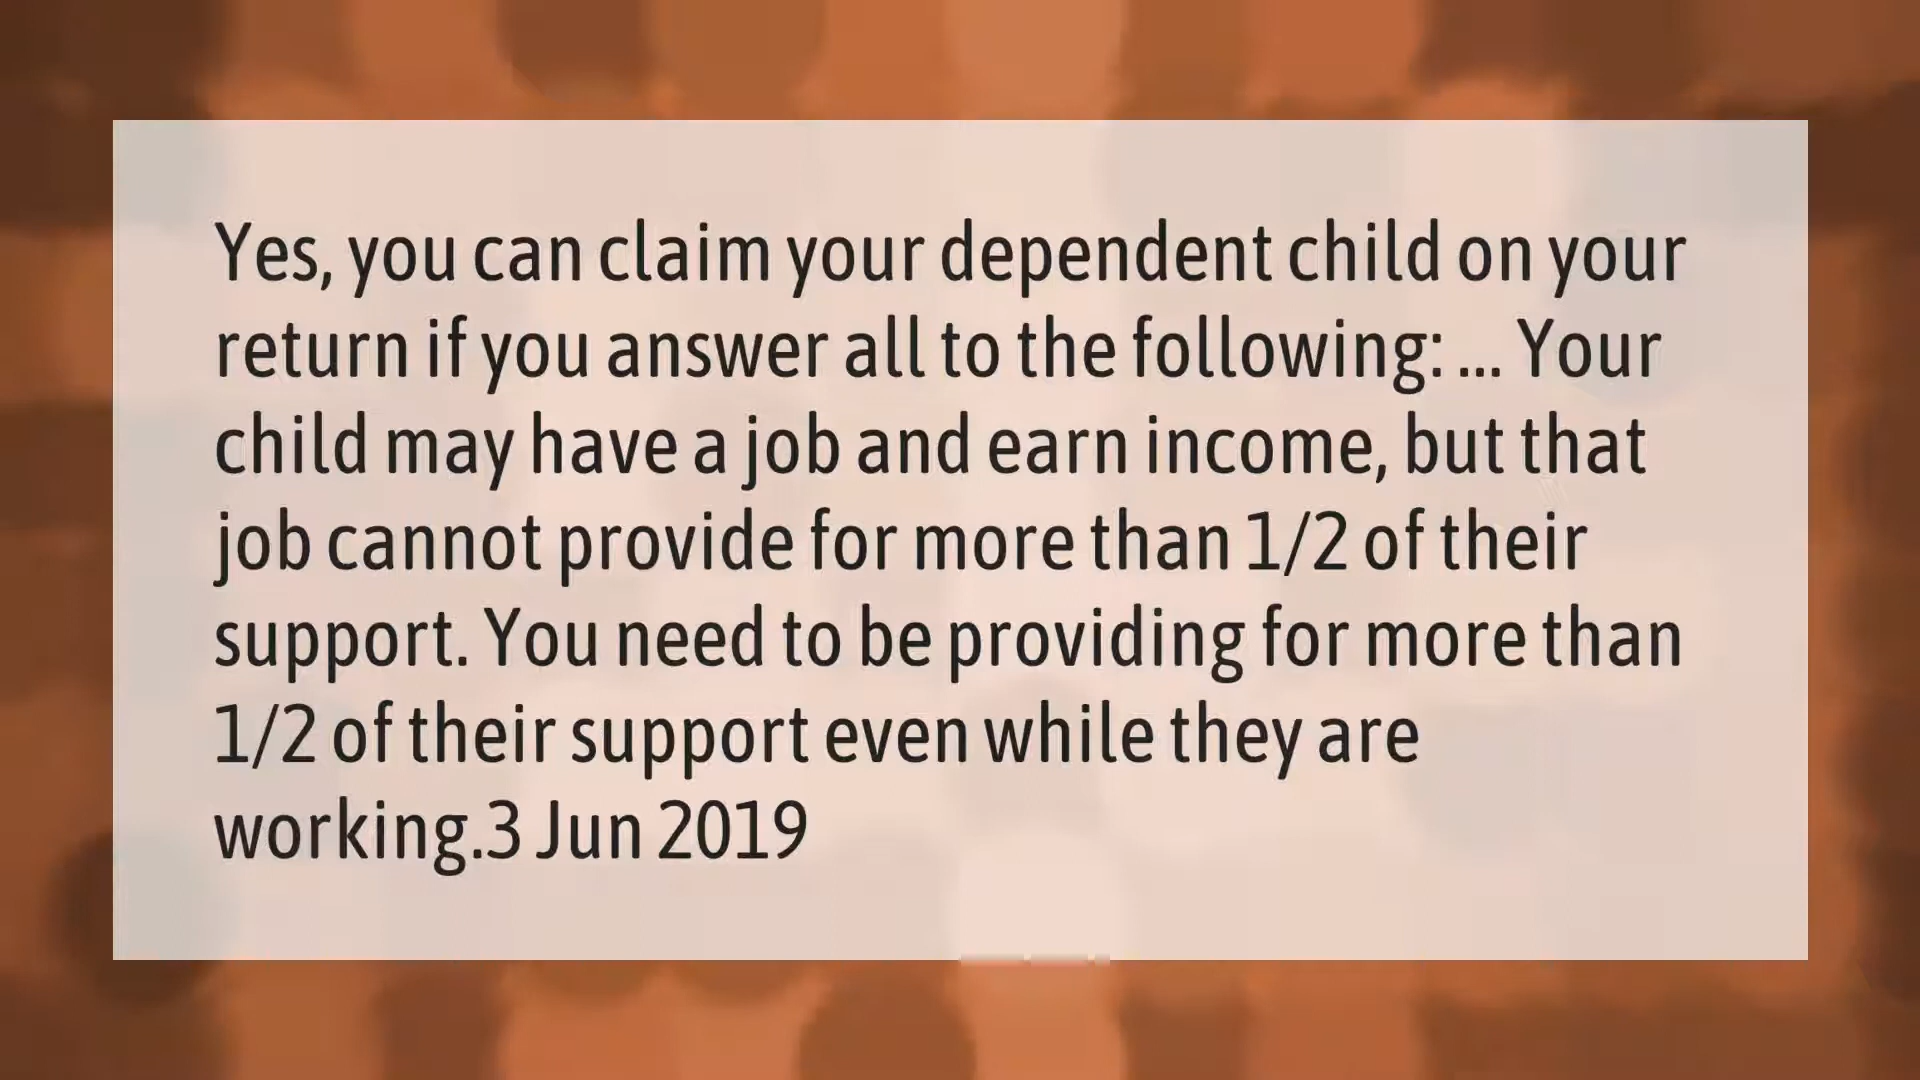 Yes, you can claim your dependent child on your
return if you answer all to the following: ... Your
child may have a job and earn income, but that
job cannot provide for more than 1/2 of their
support. You need to be providing for more than
1/2 of their support even while they are
working.3 Jun 2019